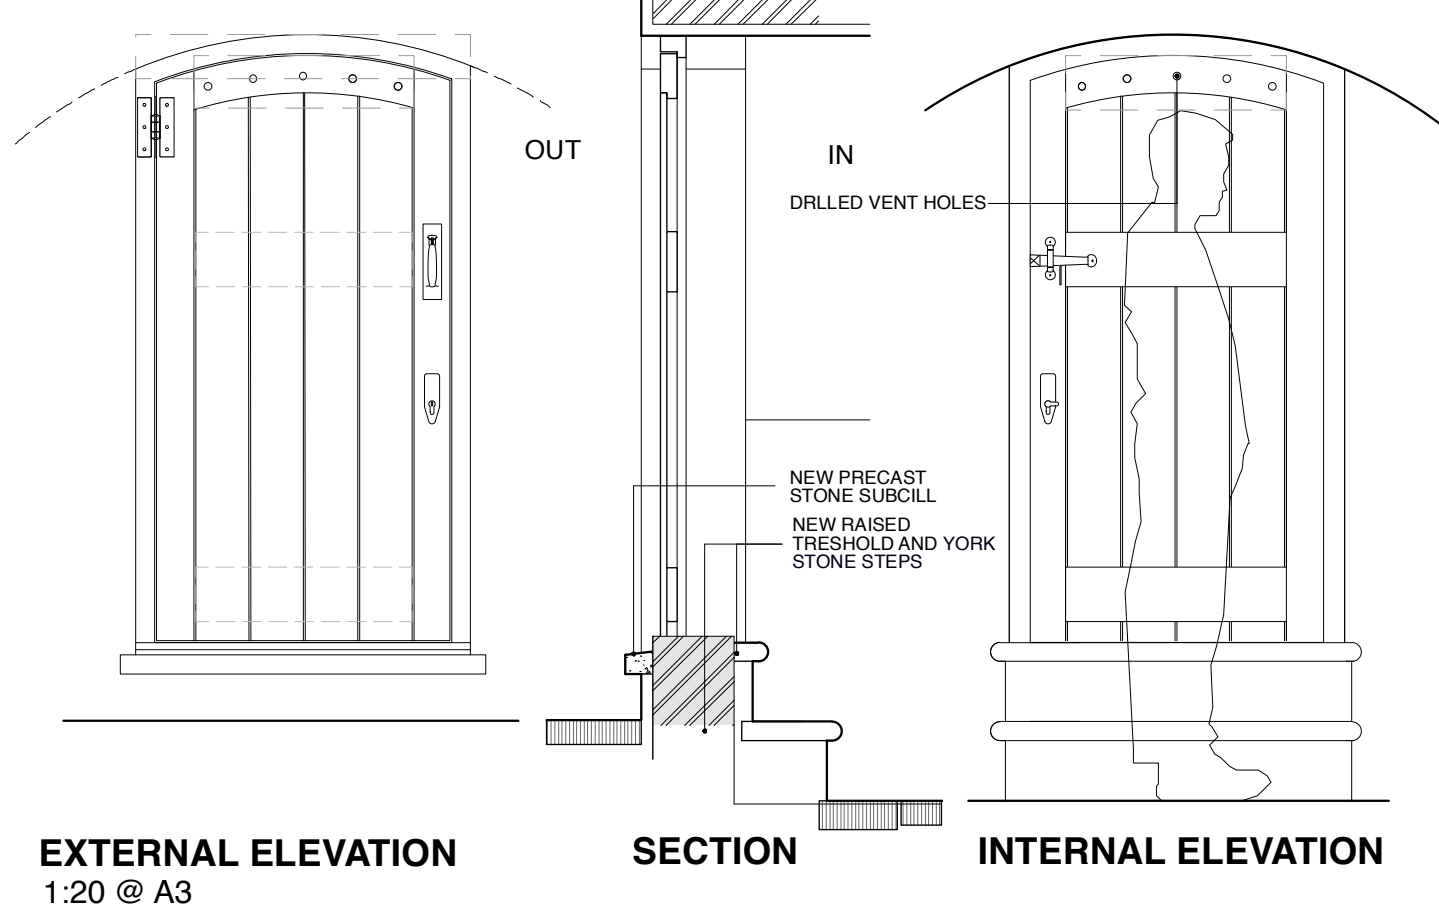 OUT
IN
DRLLED VENT HOLES
NEW PRECAST
STONE SUBCILL
NEW RAISED
TRESHOLD AND YORK
STONE STEPS
EXTERNAL ELEVATION
1:20 @ A3
SECTION
INTERNAL ELEVATION